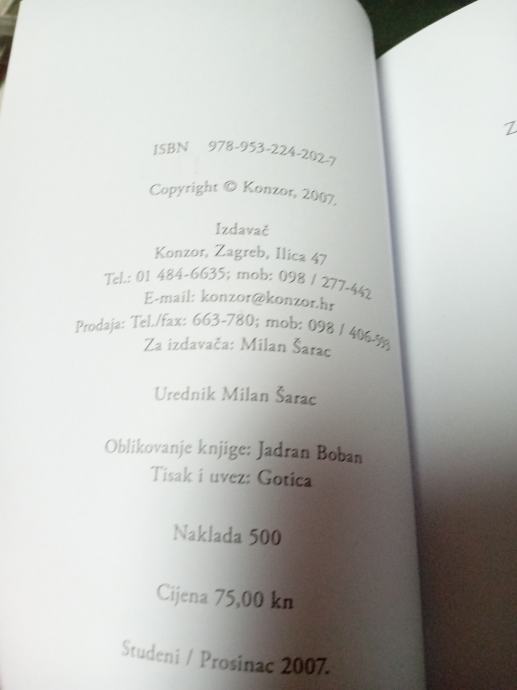 ISBN 978-953-224-202-7
Copyright © Konzor, 2007.
Izdavač
Konzor, Zagreb, Ilica 47
Tel.: 01 484-6635; mob: 098 / 277-442
E-mail: konzor@konzor.hr
Prodaja: Tel./fax: 663-780; mob: 098 /
Za izdavača: Milan Šarac
Urednik Milan Šarac
Oblikovanje knjige: Jadran Boban
Tisak i uvez: Gotica
Naklada 500
Cijena 75,00 kn
Studeni / Prosinac 2007.
Z